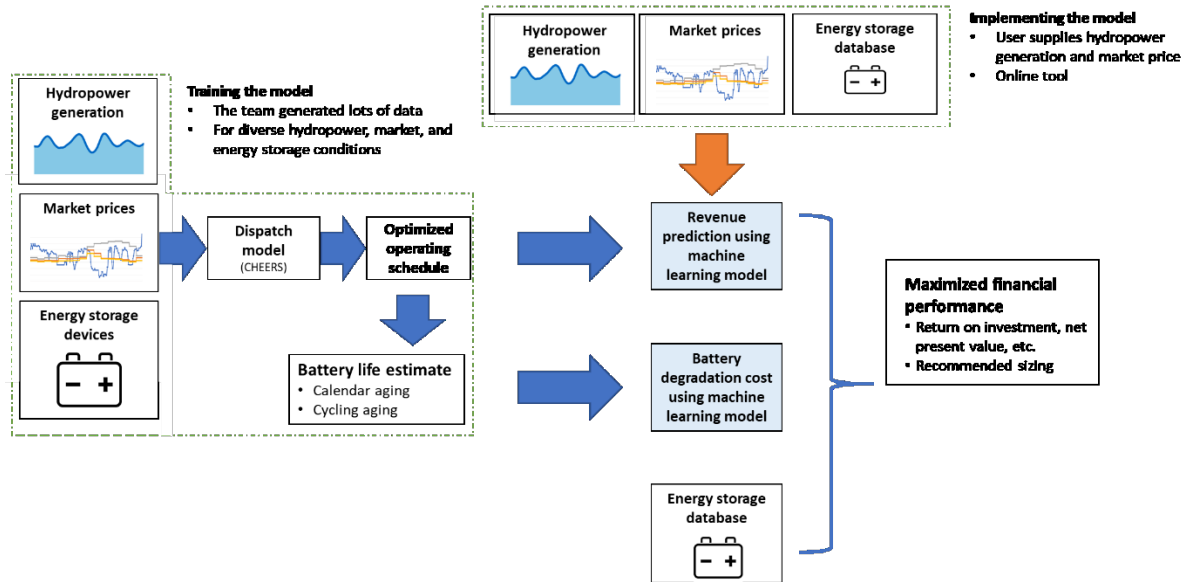 Hydropower
generation
Market prices
Energy storage
devices
Training the model
• The team generated lots of data
• For diverse hydropower, market, and
energy storage conditions
Dispatch
model
(CHEERS)
Optimized
operating
schedule
Battery life estimate
• Calendar aging
• Cycling aging
Hydropower
generation
Market prices
Energy storage
database
Implementing the model
• User supplies hydropower
generation and market price
• Online tool
Revenue
prediction using
machine
learning model
Battery
degradation cost
using machine
learning model
Energy storage
database
Maximized financial
performance
▪ Return on investment, net
present value, etc.
▪ Recommended sizing